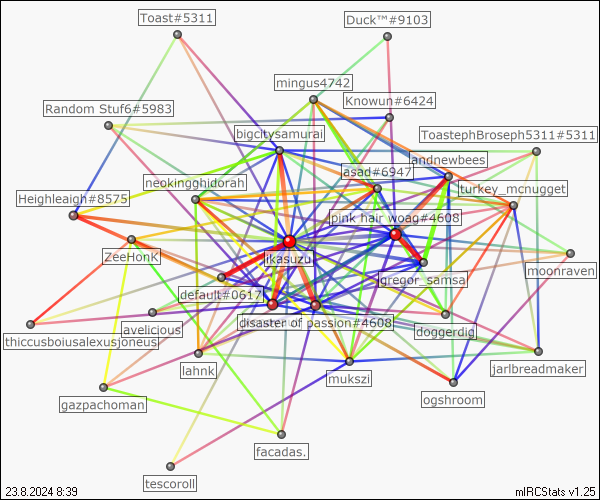 Toast#5311
Duck™#9103
mingus4742
Knowun#6424
Random Stuf6#5983
bigcitysamurai
ToastephBroseph5311#5311
landnewbees
asad#6947
neokingghidorah
turkey_mcnugget
Heighleaigh#8575
pink hair woag#4608
ZeeHonK
ikasuzu
gregor_samsa
moonraven
default#0617
disaster of passion#4608
avelicious
doggerdig
thiccusboiusalexusjoneus
lahnk
jarlbreadmaker
mukszi
ogshroom
gazpachoman
facadas.
tescoroll
23.8.2024 8:39
mIRCStats v1.25